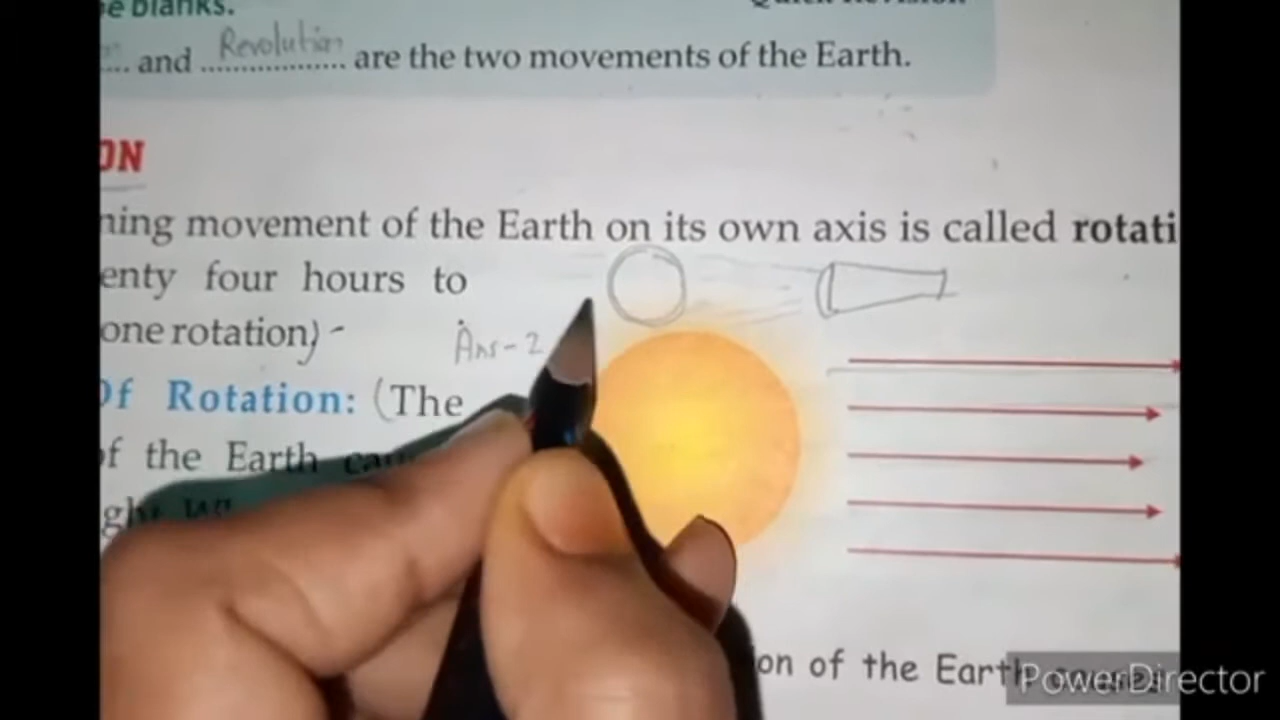 e blanks.
and Revolution are the two movements of the Earth.
ON
ning movement of the Earth on its own axis is called rotati
enty four hours to
one rotation) -
Ans-2
Of Rotation: (The
of the Earth
on of the Earth
PowerDirector